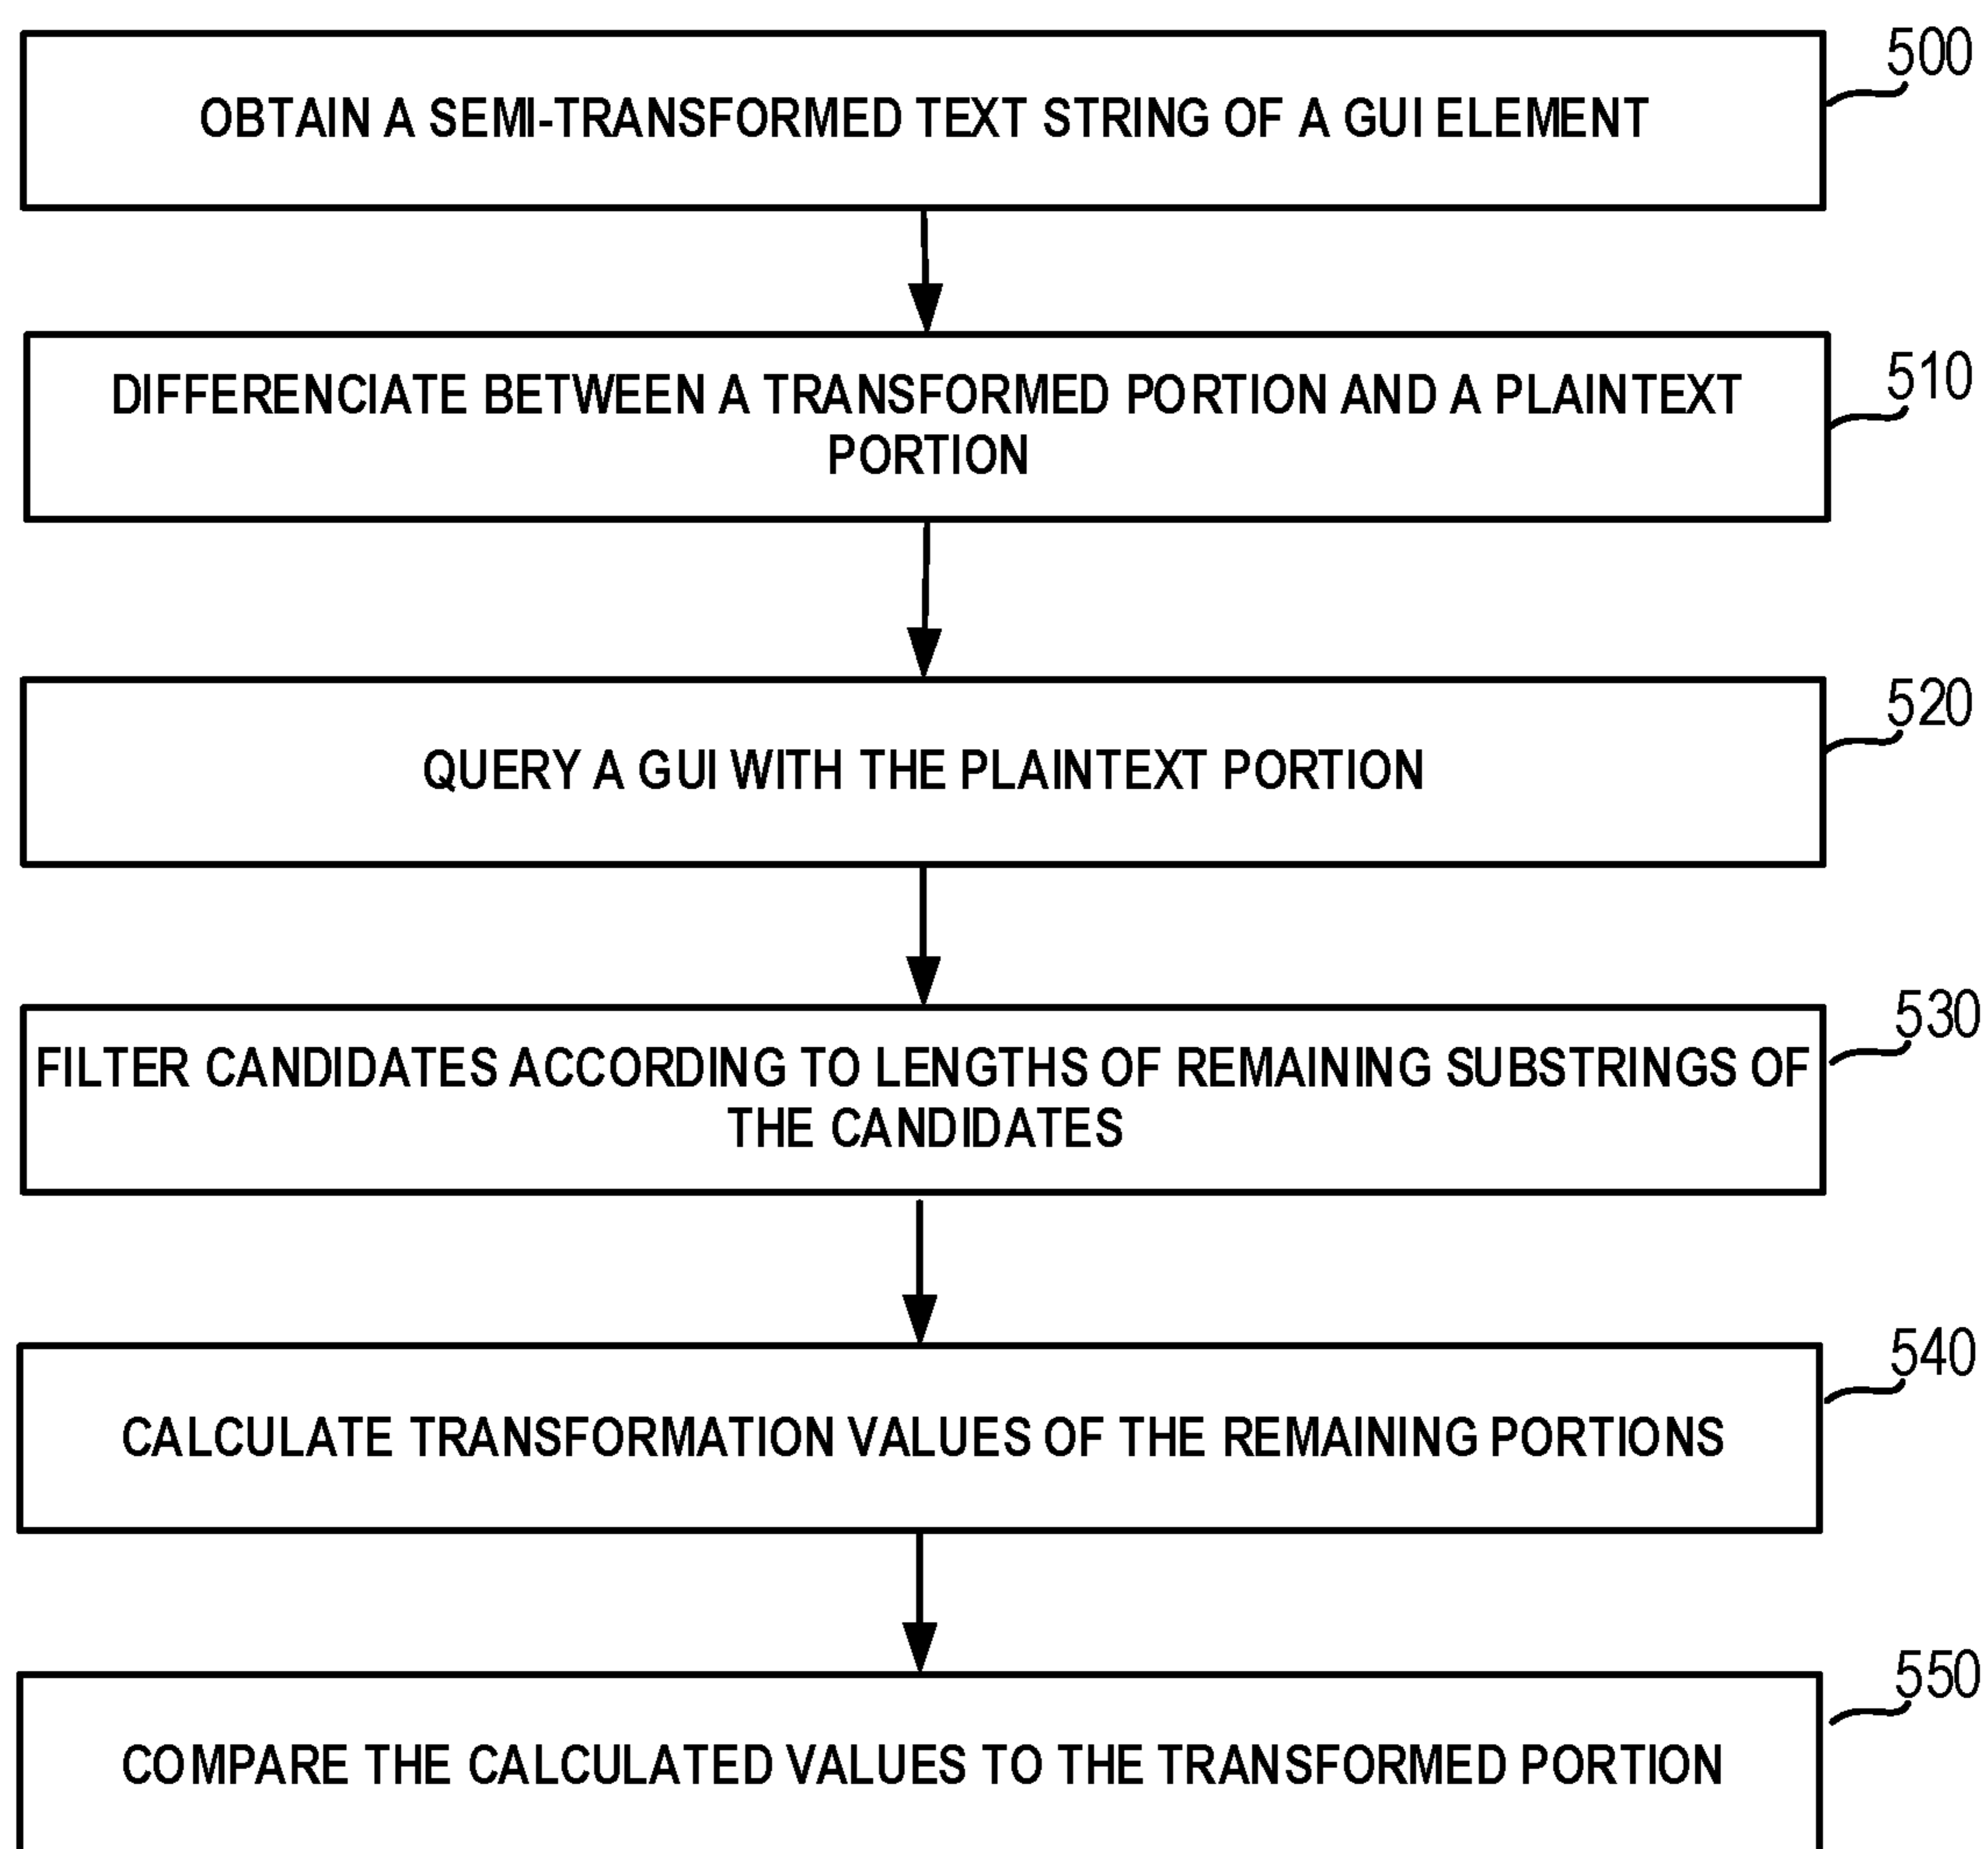 500
OBTAIN A SEMI-TRANSFORMED TEXT STRING OF A GUI ELEMENT
510
DIFFERENCIATE BETWEEN A TRANSFORMED PORTION AND A PLAINTEXT
PORTION
520
QUERY A GUI WITH THE PLAINTEXT PORTION
530
FILTER CANDIDATES ACCORDING TO LENGTHS OF REMAINING SUBSTRINGS OF
THE CANDIDATES
540
CALCULATE TRANSFORMATION VALUES OF THE REMAINING PORTIONS
550
COMPARE THE CALCULATED VALUES TO THE TRANSFORMED PORTION